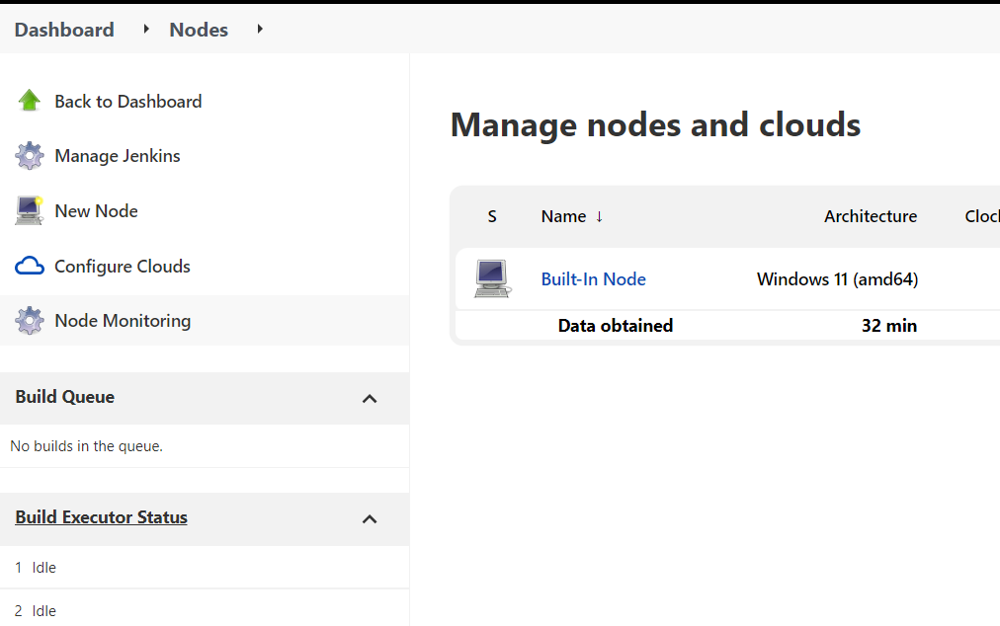 Dashboard Nodes
Back to Dashboard
Manage Jenkins
New Node
Configure Clouds
Node Monitoring
Build Queue
No builds in the queue.
Build Executor Status
1 Idle
2 Idle
Manage nodes and clouds
S Name ↓ Architecture
Built-In Node Windows 11 (amd64)
Data obtained 32 min